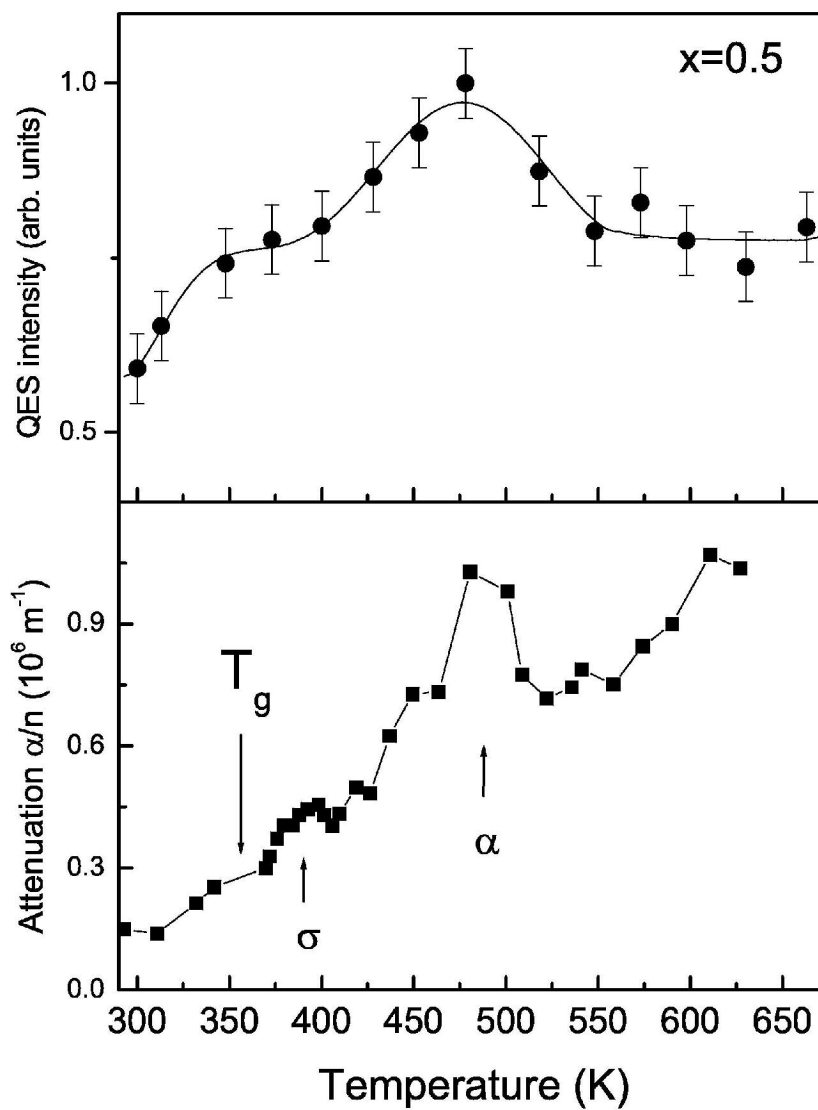 x=0.5
1.0
QES intensity (arb. units)
0.5
Attenuation α/n (10⁶ m⁻¹)
0.9
T_g
0.6
α
0.3
σ
0.0
300 350 400 450 500 550 600 650
Temperature (K)